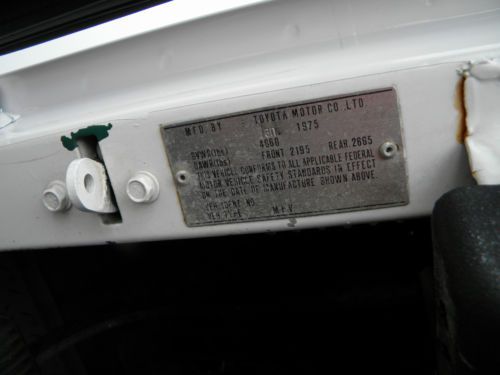 MFD. BY TOYOTA MOTOR CO., LTD
1975
GVWR(lbs) 4960
GAWR(lbs) FRONT 2195 REAR 2665
THIS VEHICLE CONFORMS TO ALL APPLICABLE FEDERAL
MOTOR VEHICLE SAFETY STANDARDS IN EFFECT
ON THE DATE OF MANUFACTURE SHOWN ABOVE.
VEH. IDENT NO.
VEH. TYPE M.P.V.